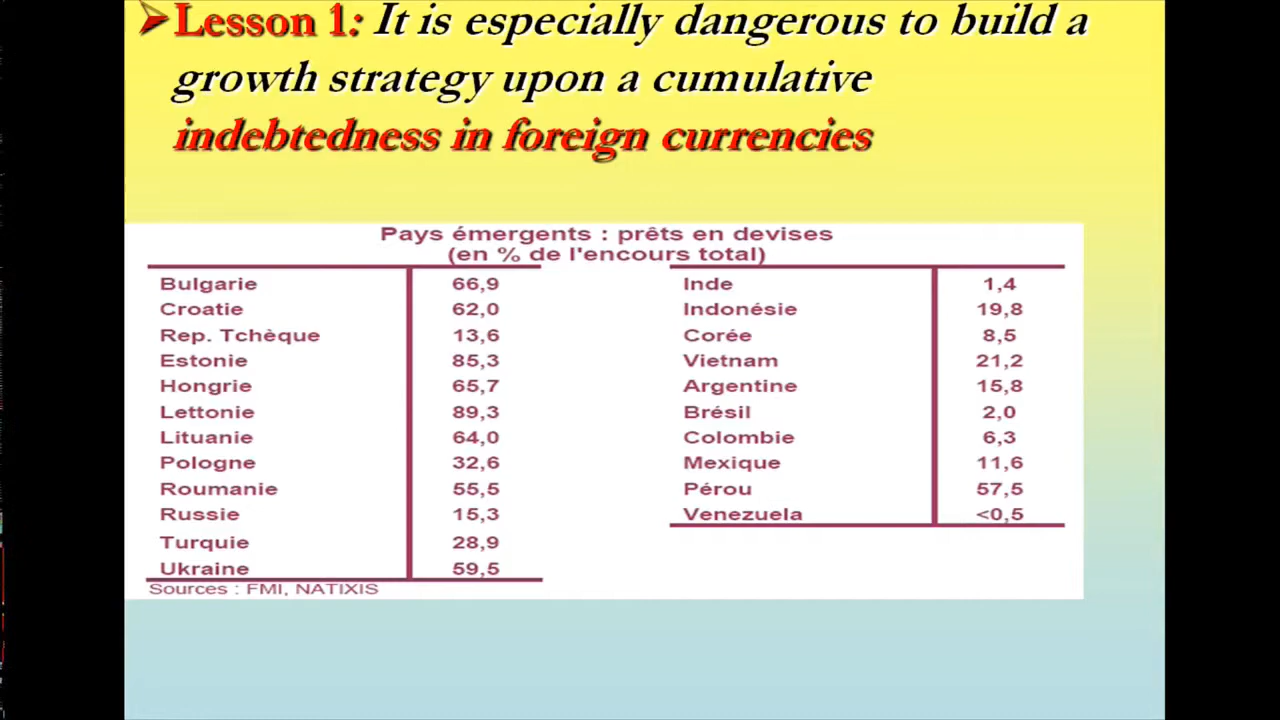 Lesson 1: It is especially dangerous to build a
growth strategy upon a cumulative
indebtedness in foreign currencies
Pays émergents : prêts en devises
(en % de l'encours total)
Bulgarie 66,9
Croatie 62,0
Rep. Tchèque 13,6
Estonie 85,3
Hongrie 65,7
Lettonie 89,3
Lituanie 64,0
Pologne 32,6
Roumanie 55,5
Russie 15,3
Turquie 28,9
Ukraine 59,5
Inde 1,4
Indonésie 19,8
Corée 8,5
Vietnam 21,2
Argentine 15,8
Brésil 2,0
Colombie 6,3
Mexique 11,6
Pérou 57,5
Venezuela <0,5
Sources : FMI, NATIXIS